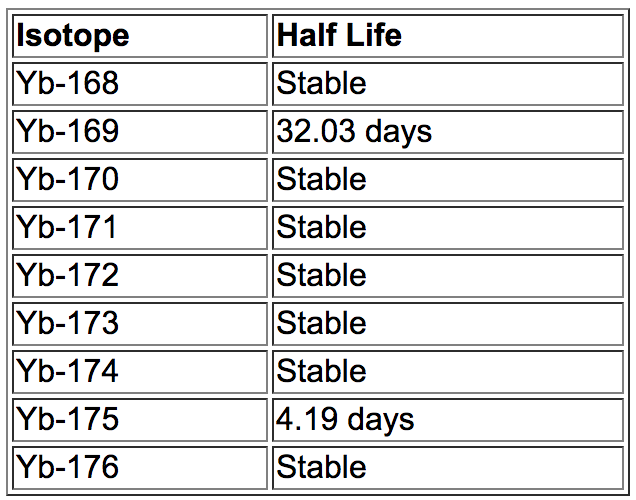 Isotope Half Life
Yb-168 Stable
Yb-169 32.03 days
Yb-170 Stable
Yb-171 Stable
Yb-172 Stable
Yb-173 Stable
Yb-174 Stable
Yb-175 4.19 days
Yb-176 Stable